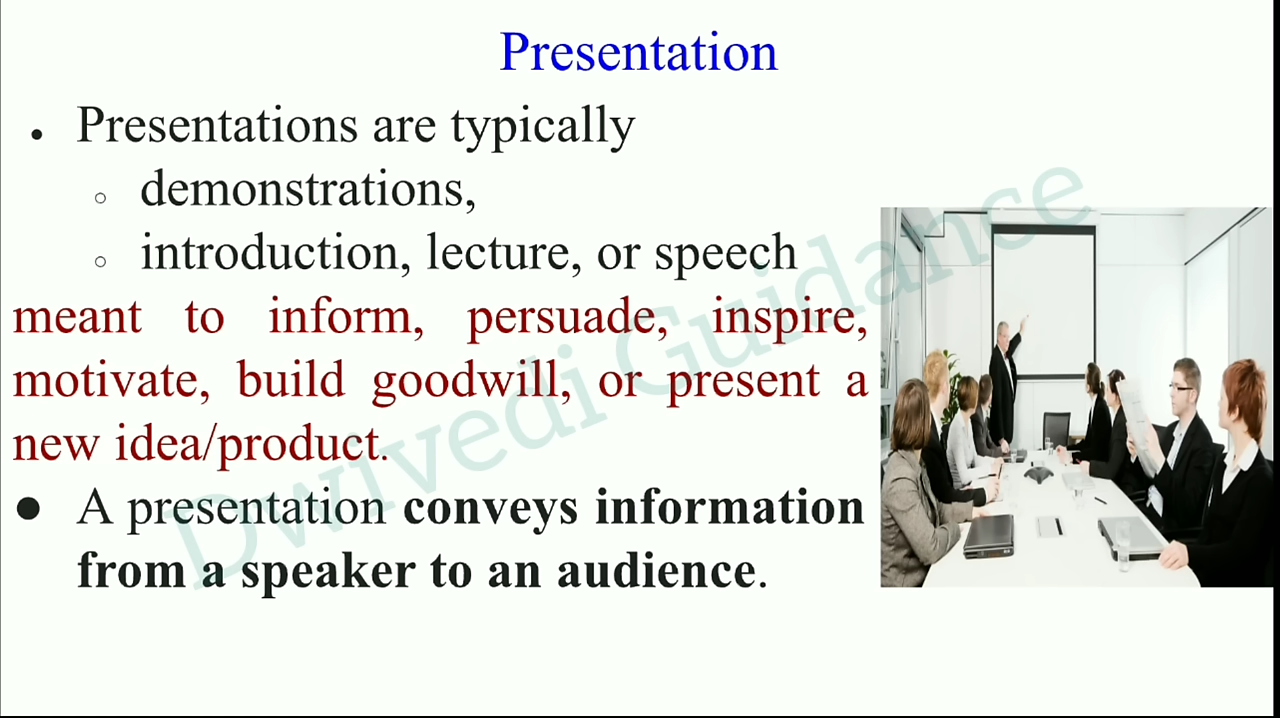 Presentation
• Presentations are typically
○ demonstrations,
○ introduction, lecture, or speech
meant to inform, persuade, inspire,
motivate, build goodwill, or present a
new idea/product.
● A presentation conveys information
from a speaker to an audience.
Dwivedi Guidance